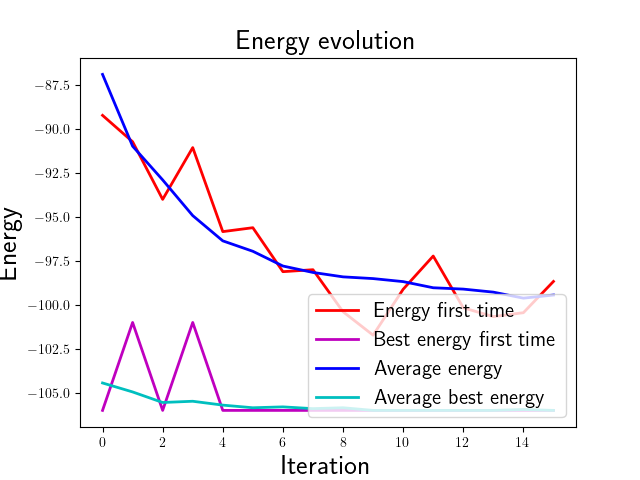 Energy evolution
Energy
−87.5
−90.0
−92.5
−95.0
−97.5
−100.0
−102.5
−105.0
0 2 4 6 8 10 12 14
Iteration
Energy first time
Best energy first time
Average energy
Average best energy